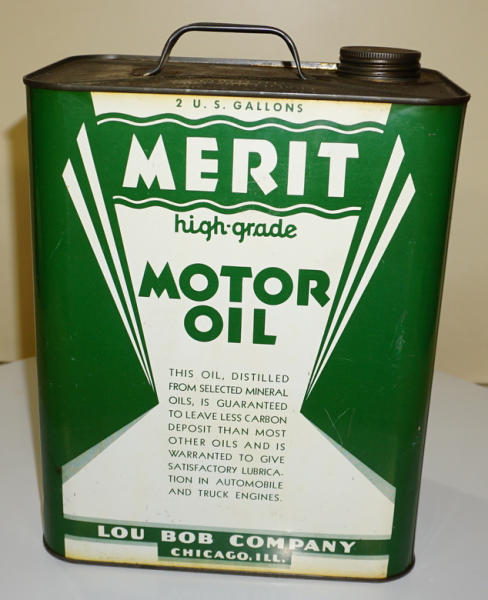 2 U.S. GALLONS
MERIT
high-grade
MOTOR
OIL
THIS OIL, DISTILLED
FROM SELECTED MINERAL
OILS, IS GUARANTEED
TO LEAVE LESS CARBON
DEPOSIT THAN MOST
OTHER OILS AND IS
WARRANTED TO GIVE
SATISFACTORY LUBRICA-
TION IN AUTOMOBILE
AND TRUCK ENGINES.
LOU BOB COMPANY
CHICAGO, ILL.